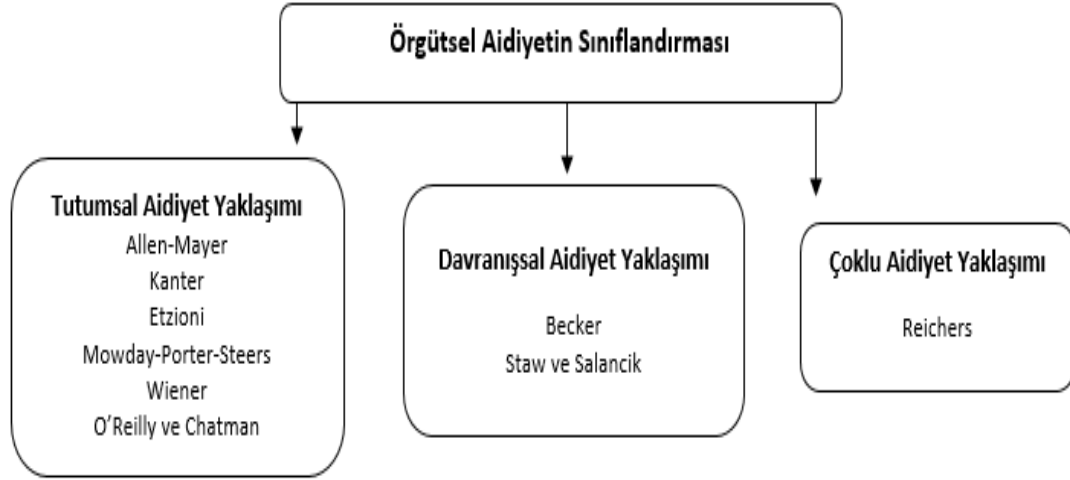 Örgütsel Aidiyetin Sınıflandırması
Tutumsal Aidiyet Yaklaşımı
Allen-Mayer
Kanter
Etzioni
Mowday-Porter-Steers
Wiener
O’Reilly ve Chatman
Davranışsal Aidiyet Yaklaşımı
Becker
Staw ve Salancik
Çoklu Aidiyet Yaklaşımı
Reichers